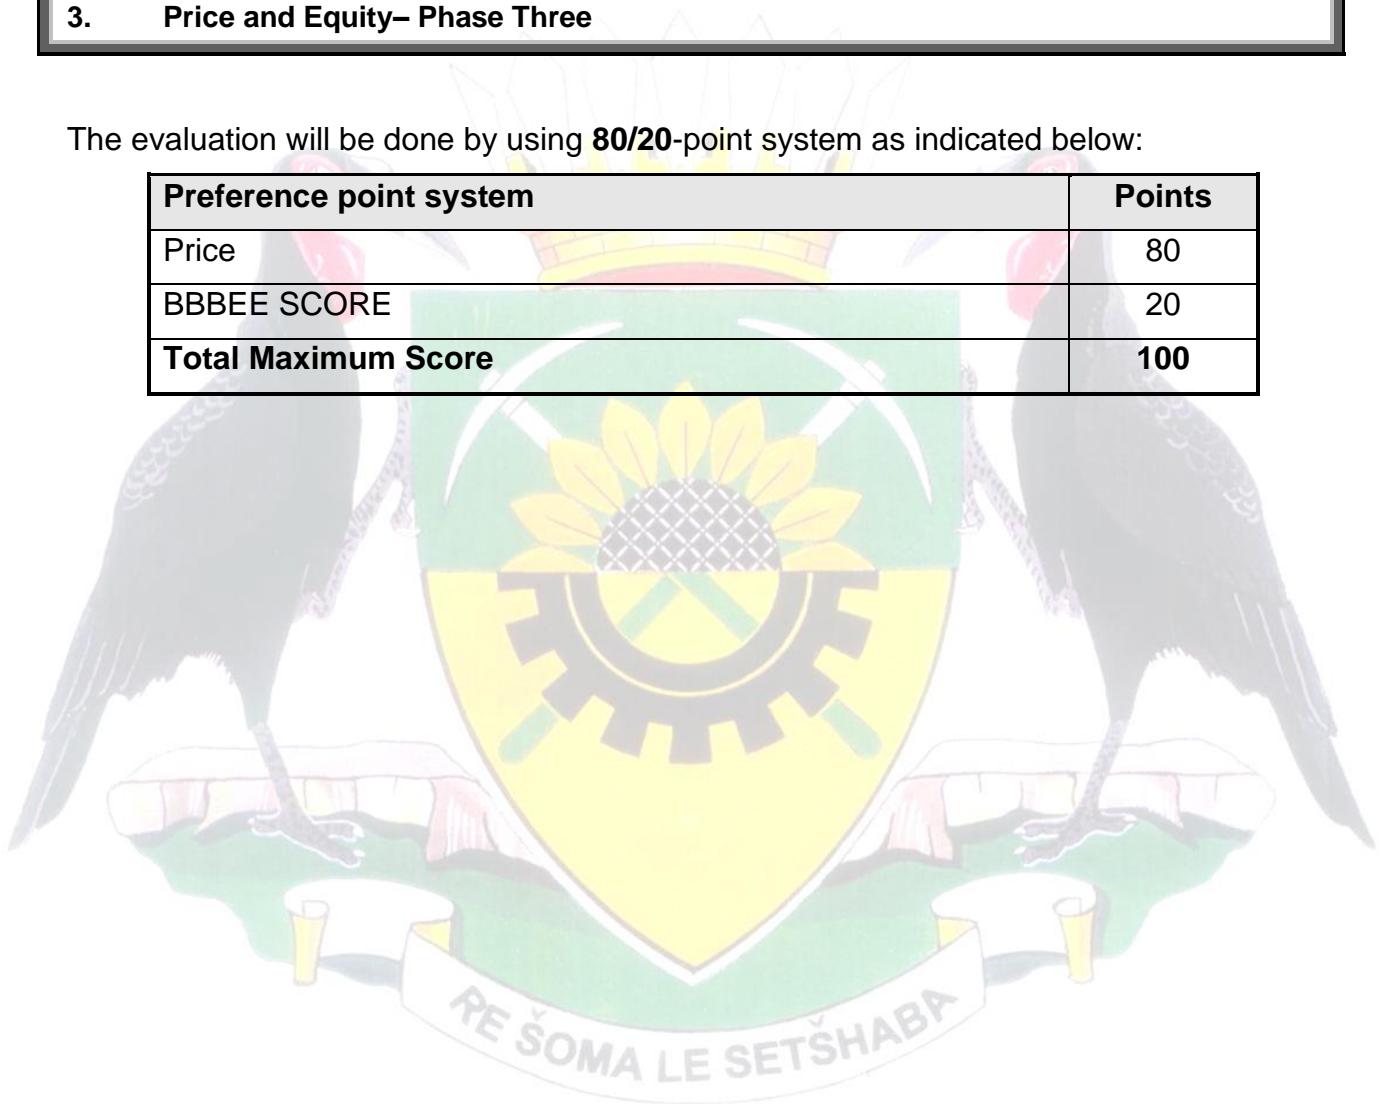 3. Price and Equity– Phase Three
The evaluation will be done by using 80/20-point system as indicated below:
Preference point system Points
Price 80
BBBEE SCORE 20
Total Maximum Score 100
RE ŠOMA LE SETŠHABA